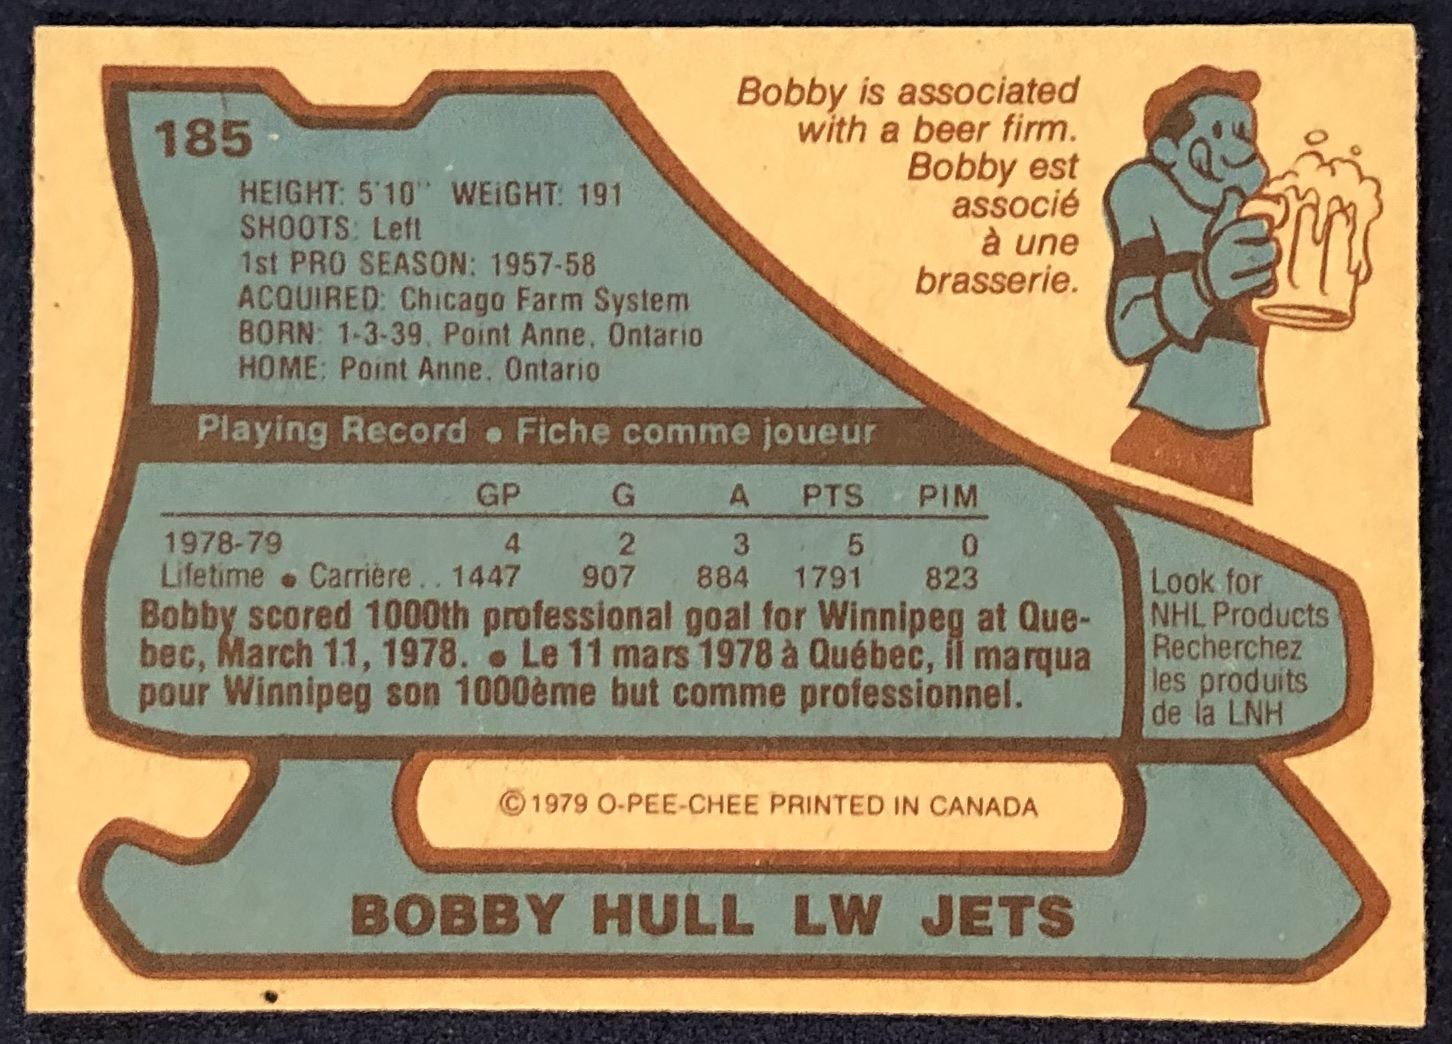 185
HEIGHT: 5'10'' WEIGHT: 191
SHOOTS: Left
1st PRO SEASON: 1957-58
ACQUIRED: Chicago Farm System
BORN: 1-3-39, Point Anne, Ontario
HOME: Point Anne, Ontario
Bobby is associated
with a beer firm.
Bobby est
associé
à une
brasserie.
Playing Record • Fiche comme joueur
GP G A PTS PIM
1978-79 4 2 3 5 0
Lifetime • Carrière .. 1447 907 884 1791 823
Bobby scored 1000th professional goal for Winnipeg at Que-
bec, March 11, 1978. • Le 11 mars 1978 à Québec, il marqua
pour Winnipeg son 1000ème but comme professionnel.
Look for
NHL Products
Recherchez
les produits
de la LNH
©1979 O-PEE-CHEE PRINTED IN CANADA
BOBBY HULL LW JETS